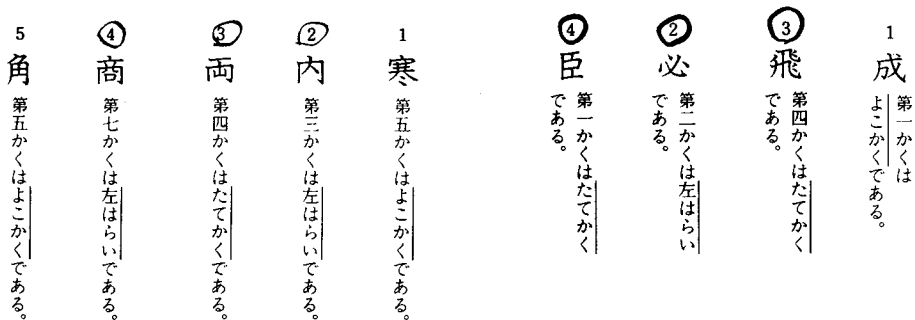 1 成 第一かくは
よこかくである。
3 飛 第四かくはたてかく
である。
2 必 第二かくは左はらい
である。
4 臣 第一かくはたてかく
である。
1 寒 第五かくはよこかくである。
2 内 第三かくは左はらいである。
3 両 第四かくはたてかくである。
4 商 第七かくは左はらいである。
5 角 第五かくはよこかくである。